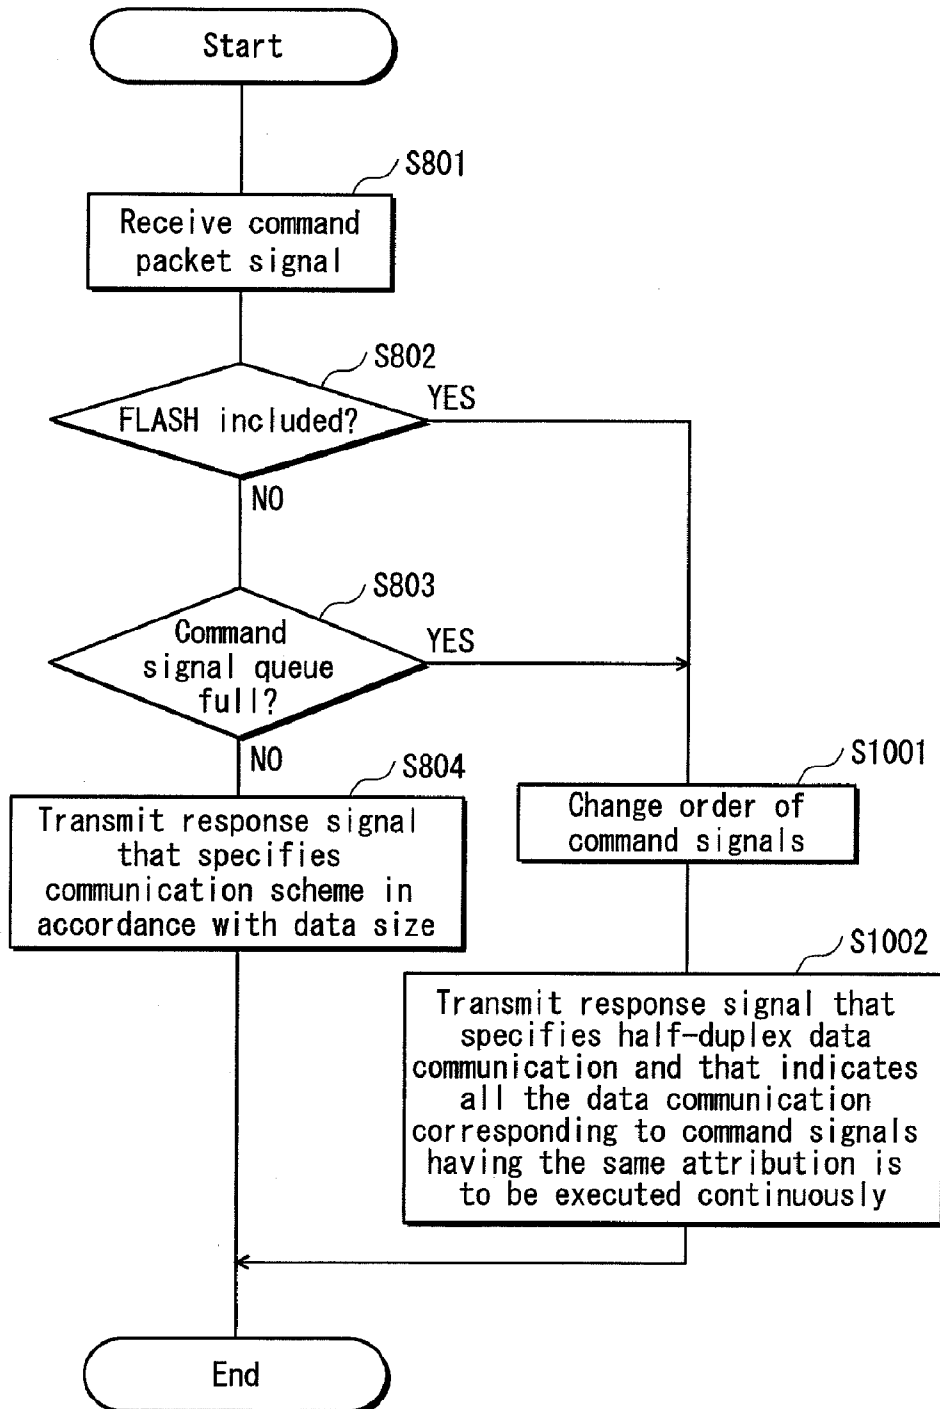 Start
S801
Receive command
packet signal
S802
FLASH included?
YES
NO
S803
Command
signal queue
full?
YES
NO
S804
Transmit response signal
that specifies
communication scheme in
accordance with data size
S1001
Change order of
command signals
S1002
Transmit response signal that
specifies half-duplex data
communication and that indicates
all the data communication
corresponding to command signals
having the same attribution is
to be executed continuously
End